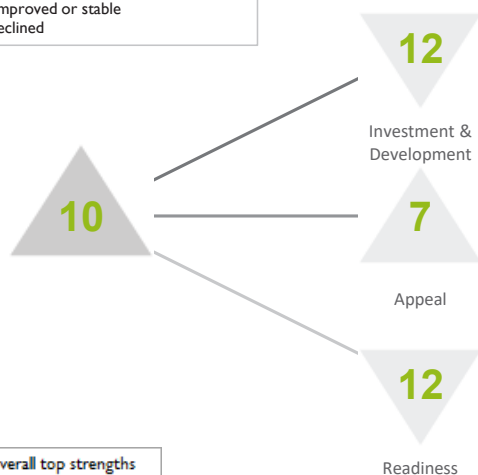 mproved or stable
eclined
12
Investment &
Development
10
7
Appeal
12
Readiness
verall top strengths